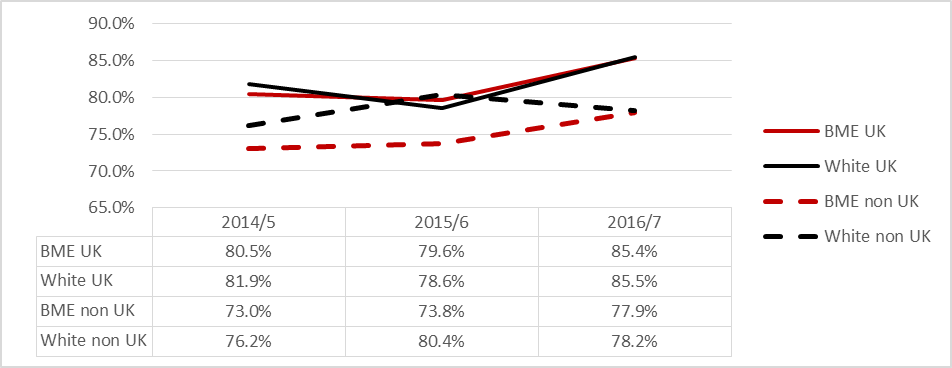 90.0%
85.0%
80.0%
75.0%
70.0%
65.0%
2014/5 2015/6 2016/7
BME UK 80.5% 79.6% 85.4%
White UK 81.9% 78.6% 85.5%
BME non UK 73.0% 73.8% 77.9%
White non UK 76.2% 80.4% 78.2%
BME UK
White UK
BME non UK
White non UK